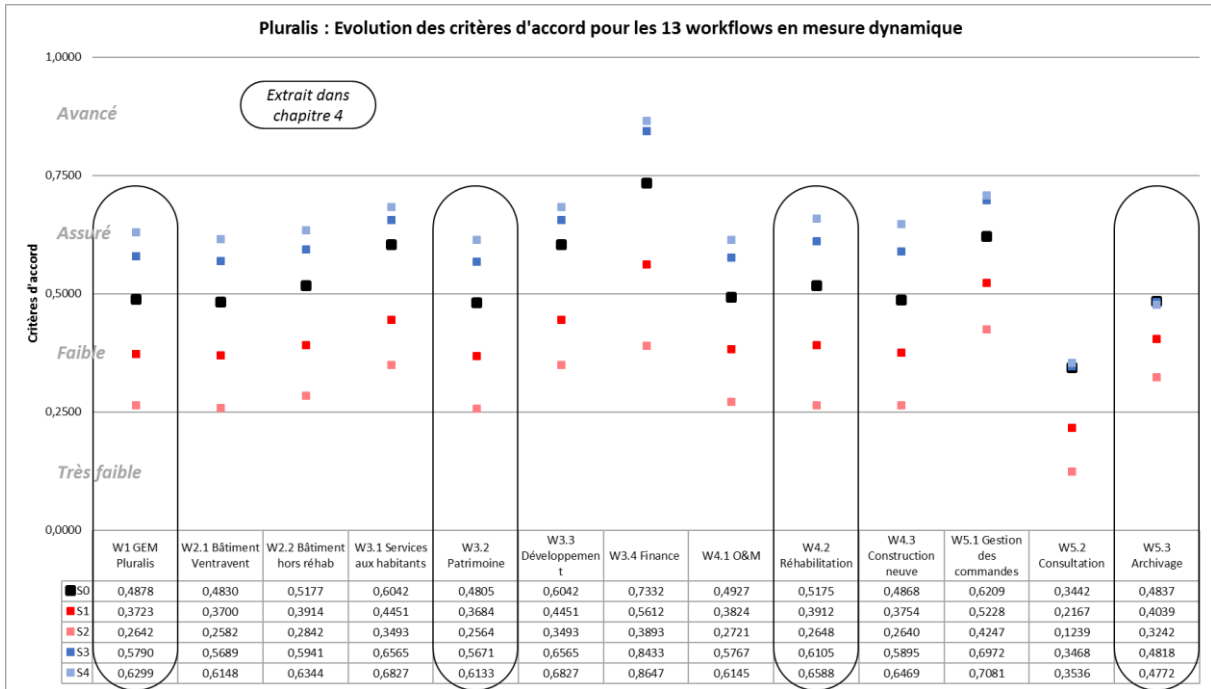 Pluralis : Evolution des critères d'accord pour les 13 workflows en mesure dynamique
1,0000
Extrait dans
chapitre 4
Avancé
0,7500
Assuré
Critères d'accord
0,5000
Faible
0,2500
Très faible
0,0000
W1 GEM Pluralis W2.1 Bâtiment Ventravent W2.2 Bâtiment hors réhab W3.1 Services aux habitants W3.2 Patrimoine W3.3 Développement W3.4 Finance W4.1 O&M W4.2 Réhabilitation W4.3 Construction neuve W5.1 Gestion des commandes W5.2 Consultation W5.3 Archivage
S0 0,4878 0,4830 0,5177 0,6042 0,4805 0,6042 0,7332 0,4927 0,5175 0,4868 0,6209 0,3442 0,4837
S1 0,3723 0,3700 0,3914 0,4451 0,3684 0,4451 0,5612 0,3824 0,3912 0,3754 0,5228 0,2167 0,4039
S2 0,2642 0,2582 0,2842 0,3493 0,2564 0,3493 0,3893 0,2721 0,2648 0,2640 0,4247 0,1239 0,3242
S3 0,5790 0,5689 0,5941 0,6565 0,5671 0,6565 0,8433 0,5767 0,6105 0,5895 0,6972 0,3468 0,4818
S4 0,6299 0,6148 0,6344 0,6827 0,6133 0,6827 0,8647 0,6145 0,6588 0,6469 0,7081 0,3536 0,4772